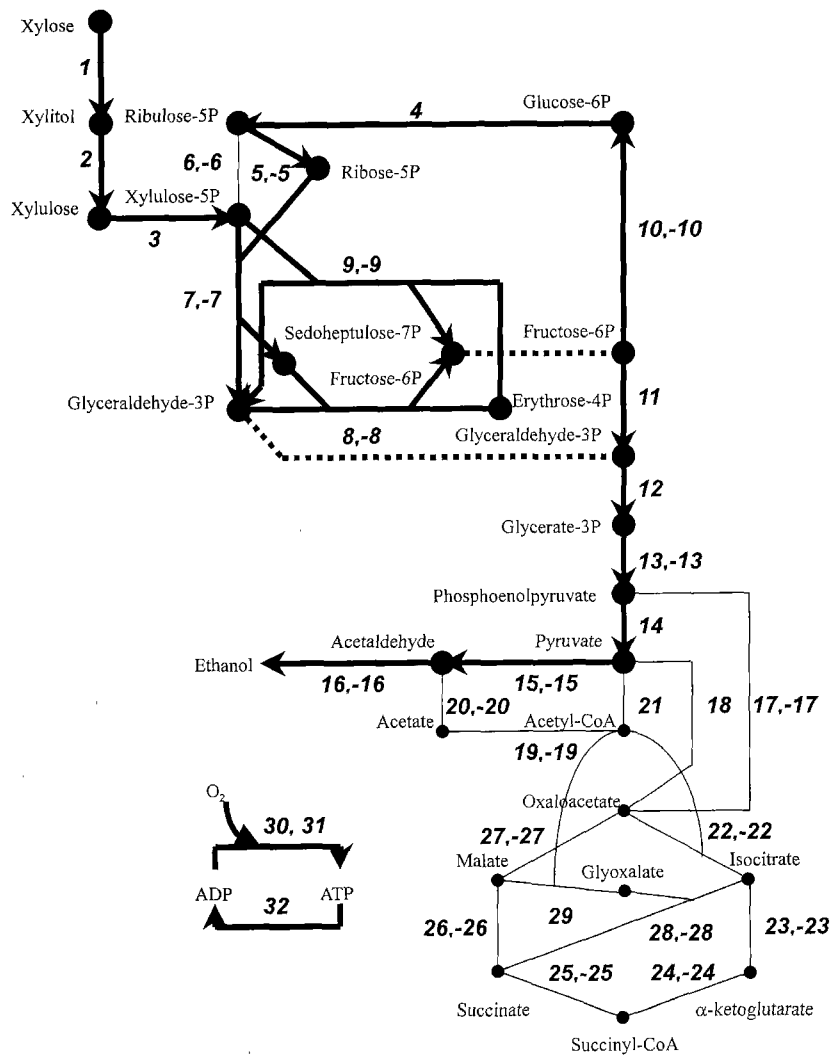 Xylose
1
Xylitol
Ribulose-5P
4
Glucose-6P
2
6,-6
5,-5
Ribose-5P
Xylulose-5P
Xylulose
3
10,-10
9,-9
7,-7
Sedoheptulose-7P
Fructose-6P
Fructose-6P
Glyceraldehyde-3P
Erythrose-4P
11
8,-8
Glyceraldehyde-3P
12
Glycerate-3P
13,-13
Phosphoenolpyruvate
14
Acetaldehyde
Pyruvate
Ethanol
16,-16
15,-15
20,-20
21
18
17,-17
Acetate
Acetyl-CoA
19,-19
O2
Oxaloacetate
30, 31
27,-27
22,-22
Malate
Glyoxalate
Isocitrate
ADP
ATP
32
29
26,-26
28,-28
23,-23
25,-25
24,-24
Succinate
α-ketoglutarate
Succinyl-CoA